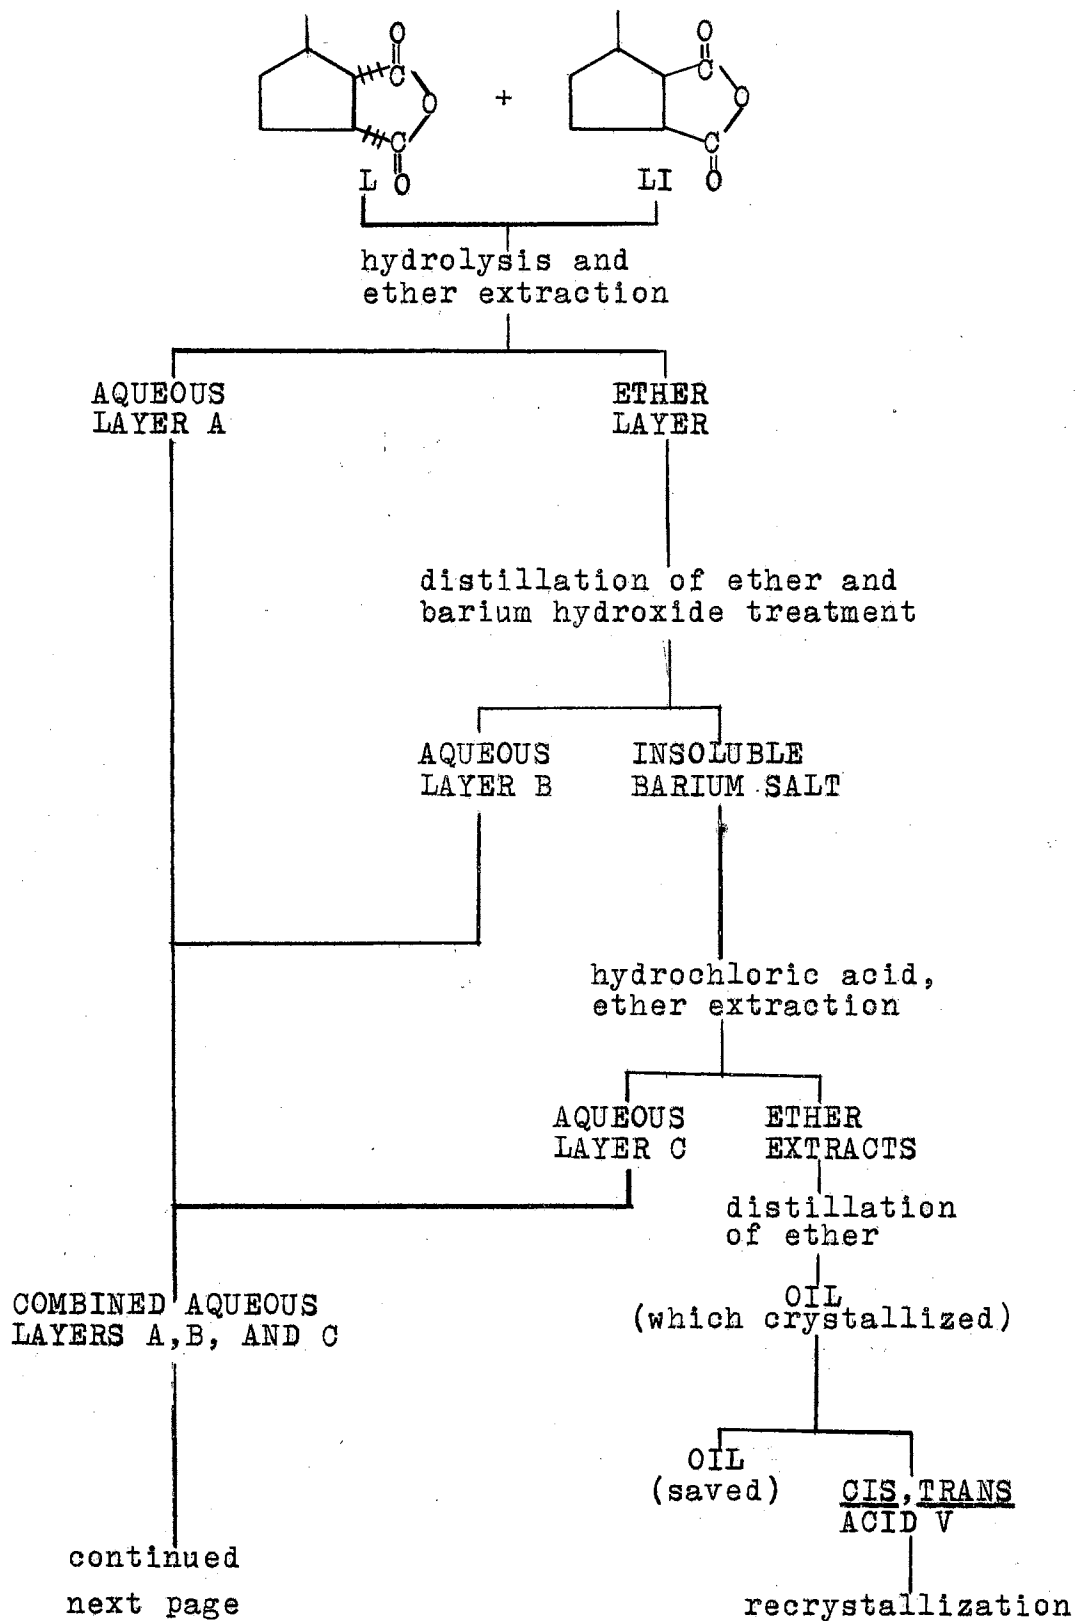 O
C
O
C
O
+
O
C
O
C
O
L
LI
hydrolysis and
ether extraction
AQUEOUS
LAYER A
ETHER
LAYER
distillation of ether and
barium hydroxide treatment
AQUEOUS
LAYER B
INSOLUBLE
BARIUM SALT
hydrochloric acid,
ether extraction
AQUEOUS
LAYER C
ETHER
EXTRACTS
distillation
of ether
COMBINED AQUEOUS
LAYERS A,B, AND C
OIL
(which crystallized)
OIL
(saved)
CIS,TRANS
ACID V
continued
next page
recrystallization